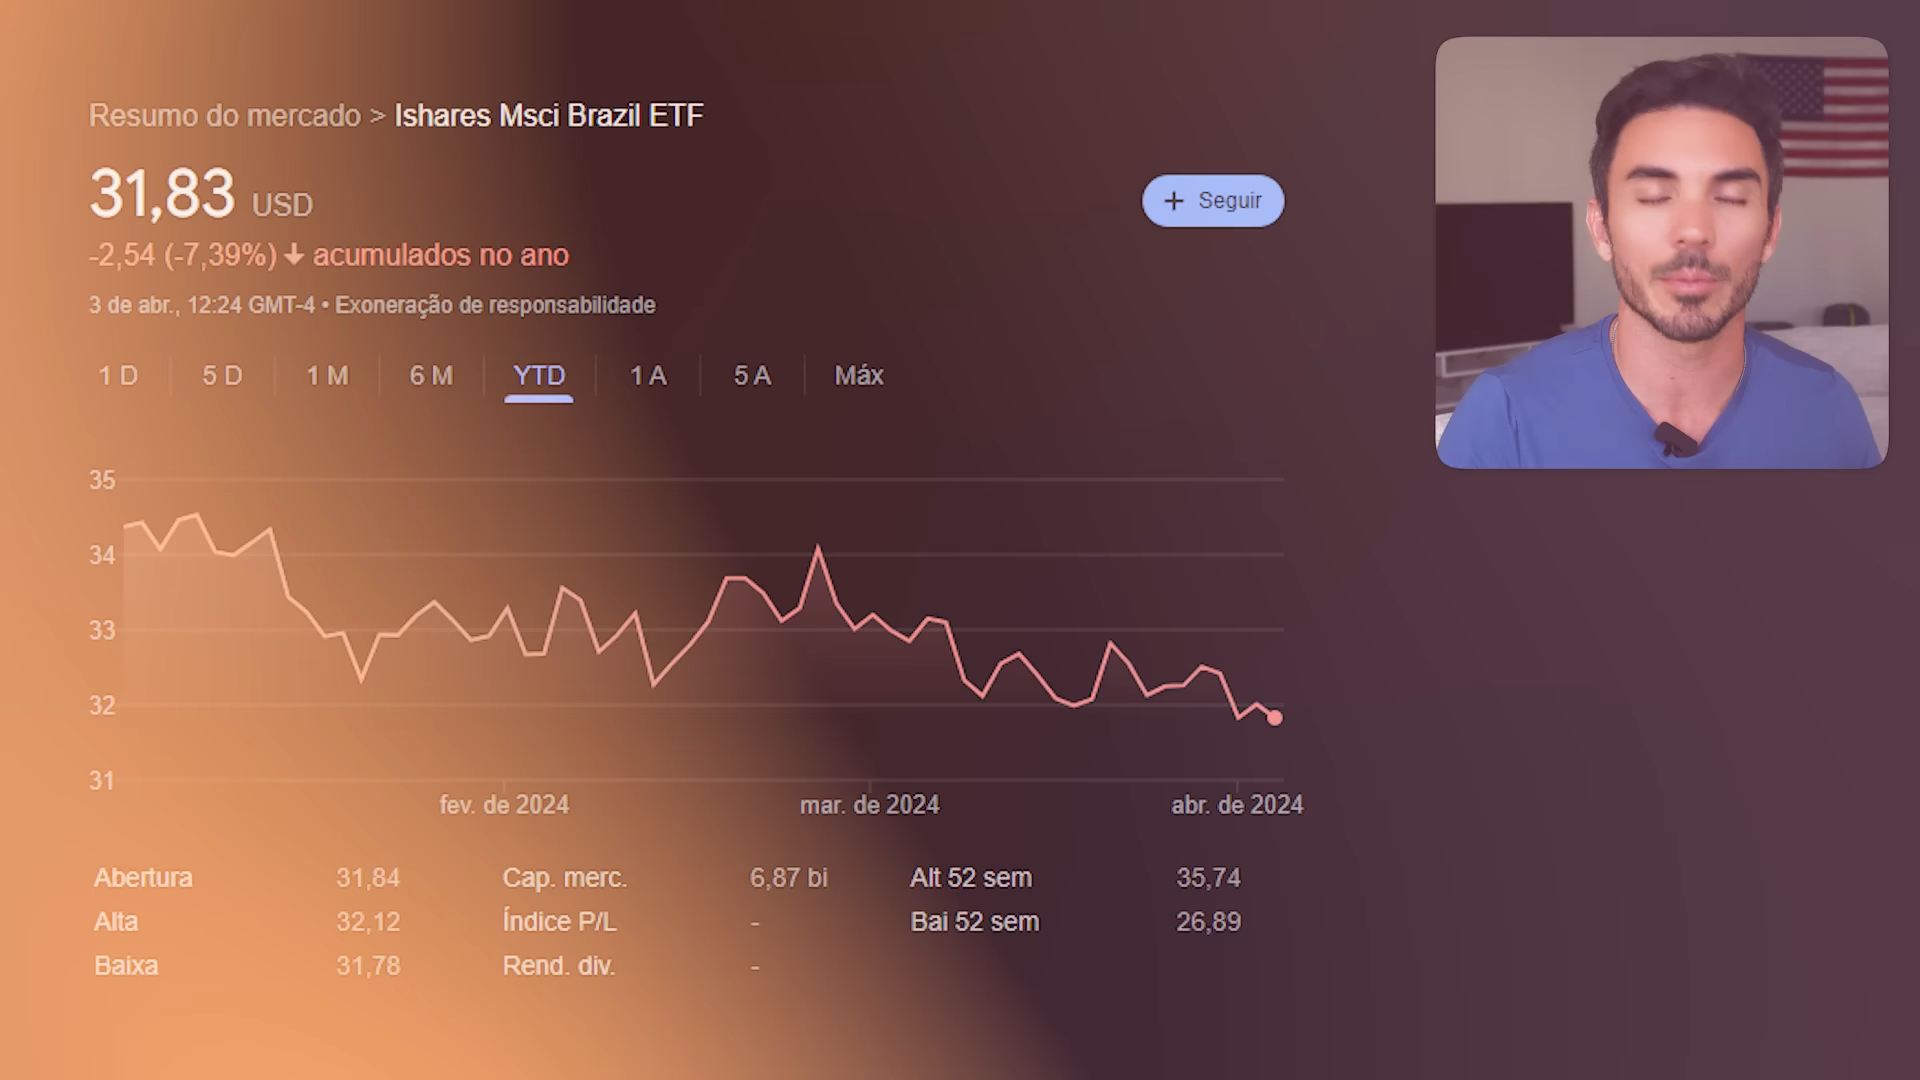 Resumo do mercado > Ishares Msci Brazil ETF
31,83 USD
+ Seguir
-2,54 (-7,39%) ↓ acumulados no ano
3 de abr., 12:24 GMT-4 • Exoneração de responsabilidade
1 D 5 D 1 M 6 M YTD 1 A 5 A Máx
35
34
33
32
31
fev. de 2024 mar. de 2024 abr. de 2024
Abertura 31,84 Cap. merc. 6,87 bi Alt 52 sem 35,74
Alta 32,12 Índice P/L - Bai 52 sem 26,89
Baixa 31,78 Rend. div. -